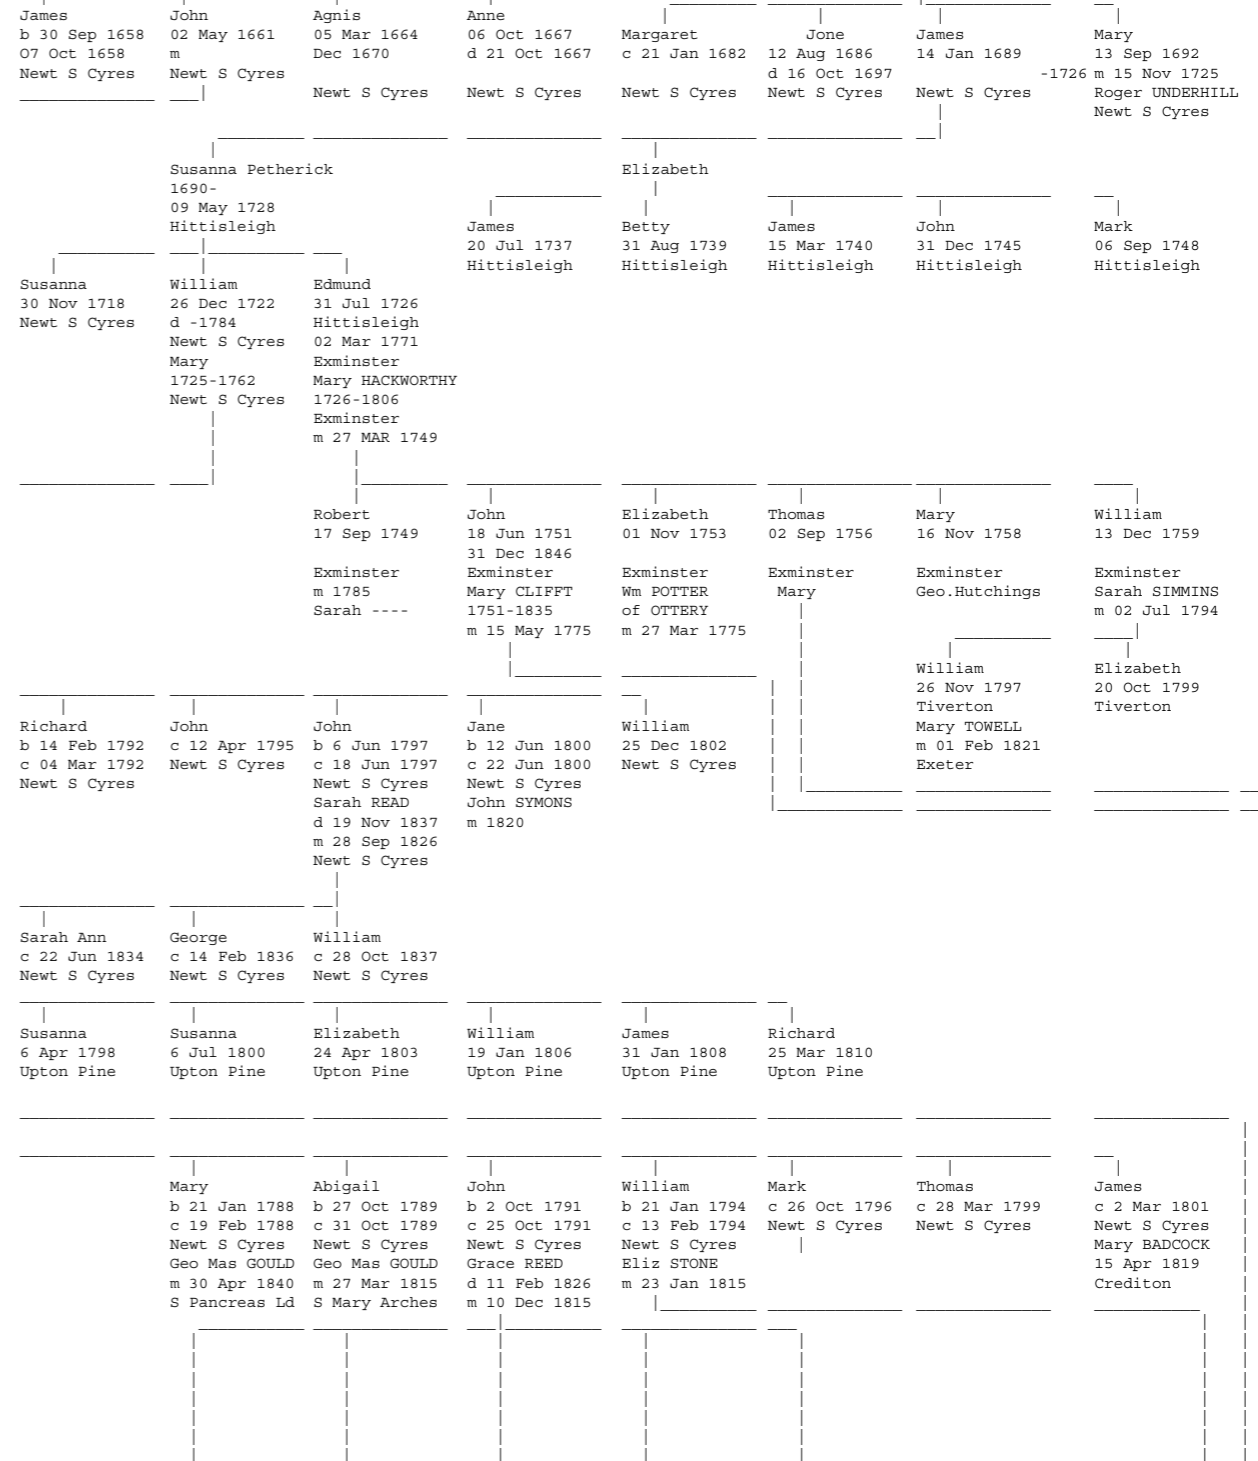 James John Agnis Anne
b 30 Sep 1658 02 May 1661 05 Mar 1664 06 Oct 1667 Margaret Jone James Mary
O7 Oct 1658 m Dec 1670 d 21 Oct 1667 c 21 Jan 1682 12 Aug 1686 14 Jan 1689 13 Sep 1692
Newt S Cyres Newt S Cyres d 16 Oct 1697 -1726 m 15 Nov 1725
Newt S Cyres Newt S Cyres Newt S Cyres Newt S Cyres Newt S Cyres Roger UNDERHILL
Newt S Cyres
Susanna Petherick Elizabeth
1690-
09 May 1728
Hittisleigh James Betty James John Mark
20 Jul 1737 31 Aug 1739 15 Mar 1740 31 Dec 1745 06 Sep 1748
Hittisleigh Hittisleigh Hittisleigh Hittisleigh Hittisleigh
Susanna William Edmund
30 Nov 1718 26 Dec 1722 31 Jul 1726
Newt S Cyres d -1784 Hittisleigh
Newt S Cyres 02 Mar 1771
Mary Exminster
1725-1762 Mary HACKWORTHY
Newt S Cyres 1726-1806
Exminster
m 27 MAR 1749
Robert John Elizabeth Thomas Mary William
17 Sep 1749 18 Jun 1751 01 Nov 1753 02 Sep 1756 16 Nov 1758 13 Dec 1759
31 Dec 1846
Exminster Exminster Exminster Exminster Exminster Exminster
m 1785 Mary CLIFFT Wm POTTER Mary Geo.Hutchings Sarah SIMMINS
Sarah ---- 1751-1835 of OTTERY m 02 Jul 1794
m 15 May 1775 m 27 Mar 1775
William Elizabeth
26 Nov 1797 20 Oct 1799
Tiverton Tiverton
Richard John John Jane William Mary TOWELL
b 14 Feb 1792 c 12 Apr 1795 b 6 Jun 1797 b 12 Jun 1800 25 Dec 1802 m 01 Feb 1821
c 04 Mar 1792 Newt S Cyres c 18 Jun 1797 c 22 Jun 1800 Newt S Cyres Exeter
Newt S Cyres Newt S Cyres Newt S Cyres
Sarah READ John SYMONS
d 19 Nov 1837 m 1820
m 28 Sep 1826
Newt S Cyres
Sarah Ann George William
c 22 Jun 1834 c 14 Feb 1836 c 28 Oct 1837
Newt S Cyres Newt S Cyres Newt S Cyres
Susanna Susanna Elizabeth William James Richard
6 Apr 1798 6 Jul 1800 24 Apr 1803 19 Jan 1806 31 Jan 1808 25 Mar 1810
Upton Pine Upton Pine Upton Pine Upton Pine Upton Pine Upton Pine
Mary Abigail John William Mark Thomas James
b 21 Jan 1788 b 27 Oct 1789 b 2 Oct 1791 b 21 Jan 1794 c 26 Oct 1796 c 28 Mar 1799 c 2 Mar 1801
c 19 Feb 1788 c 31 Oct 1789 c 25 Oct 1791 c 13 Feb 1794 Newt S Cyres Newt S Cyres Newt S Cyres
Newt S Cyres Newt S Cyres Newt S Cyres Newt S Cyres Mary BADCOCK
Geo Mas GOULD Geo Mas GOULD Grace REED Eliz STONE 15 Apr 1819
m 30 Apr 1840 m 27 Mar 1815 d 11 Feb 1826 m 23 Jan 1815 Crediton
S Pancreas Ld S Mary Arches m 10 Dec 1815